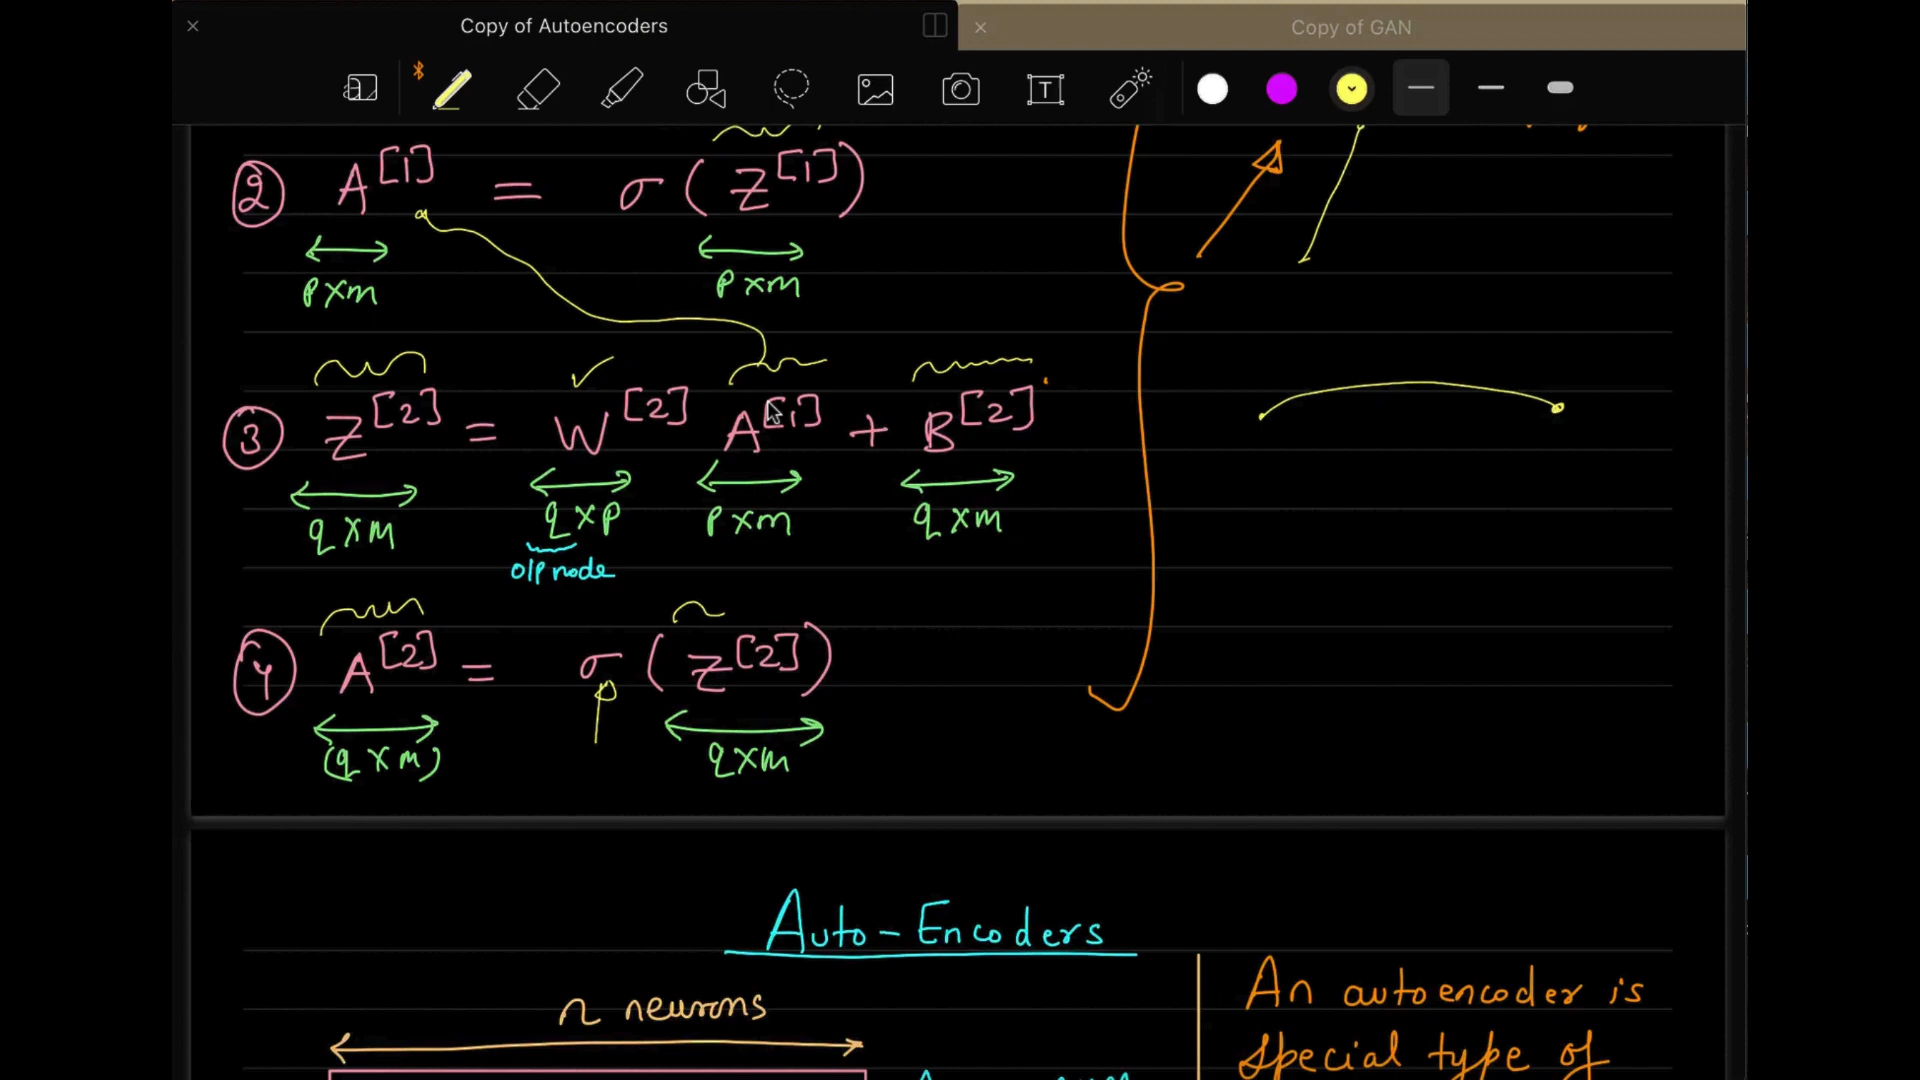 Copy of Autoencoders
Copy of GAN
② A[1] = σ(Z[1])
p×m p×m
③ Z[2] = W[2] A[1] + B[2]
q×m q×p p×m q×m
O/P node
④ A[2] = σ(Z[2])
(q×m) q×m
Auto-Encoders
n neurons
An autoencoder is
special type of